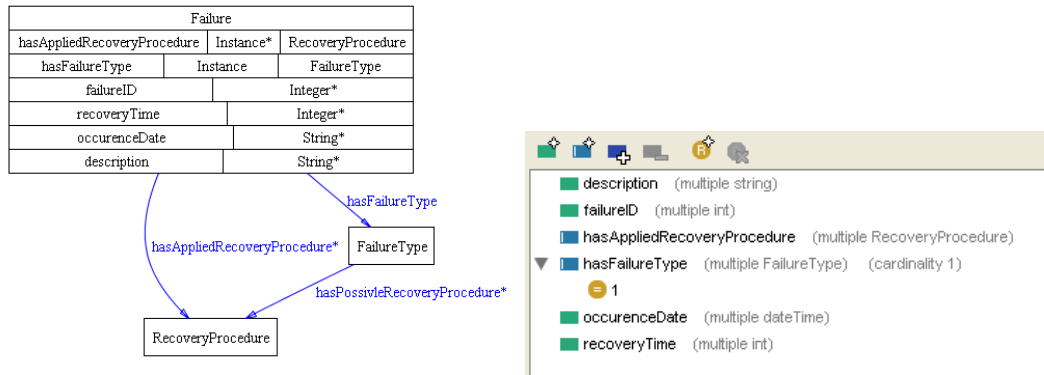 Failure
hasAppliedRecoveryProcedure Instance* RecoveryProcedure
hasFailureType Instance FailureType
failureID Integer*
recoveryTime Integer*
occurenceDate String*
description String*
hasFailureType
hasAppliedRecoveryProcedure*
FailureType
hasPossivleRecoveryProcedure*
RecoveryProcedure
R
description (multiple string)
failureID (multiple int)
hasAppliedRecoveryProcedure (multiple RecoveryProcedure)
hasFailureType (multiple FailureType) (cardinality 1)
= 1
occurenceDate (multiple dateTime)
recoveryTime (multiple int)